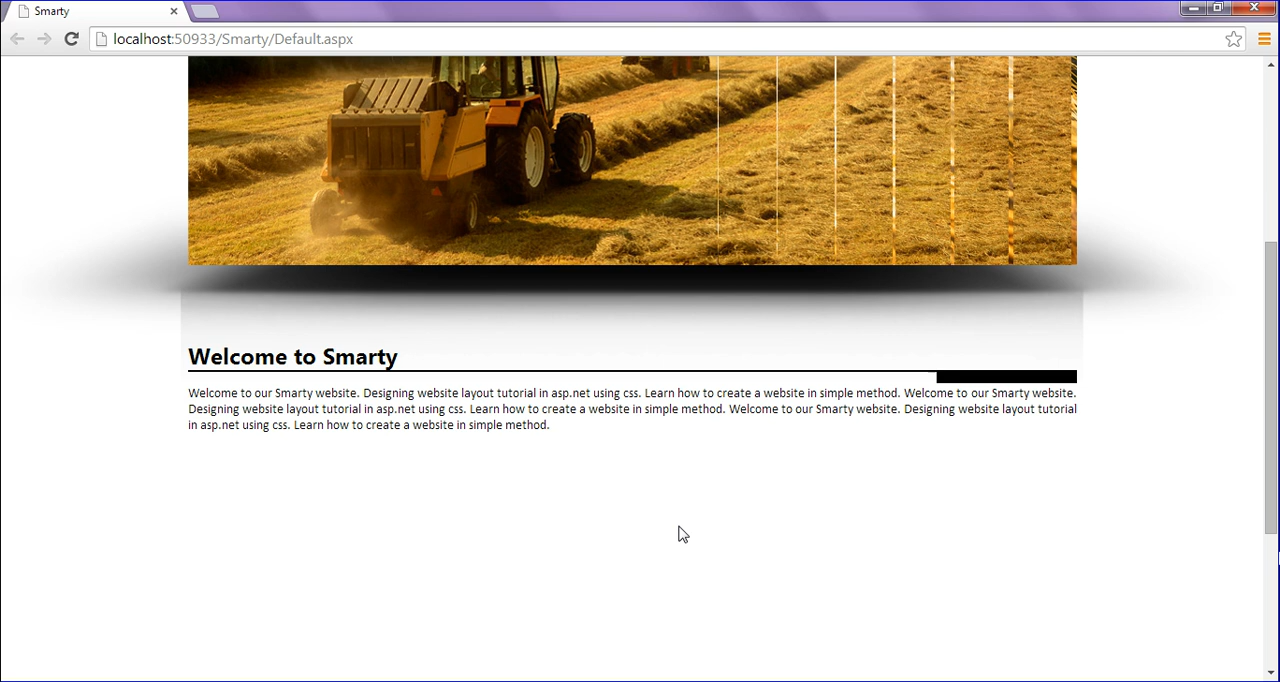 Smarty
localhost:50933/Smarty/Default.aspx
Welcome to Smarty
Welcome to our Smarty website. Designing website layout tutorial in asp.net using css. Learn how to create a website in simple method. Welcome to our Smarty website.
Designing website layout tutorial in asp.net using css. Learn how to create a website in simple method. Welcome to our Smarty website. Designing website layout tutorial
in asp.net using css. Learn how to create a website in simple method.